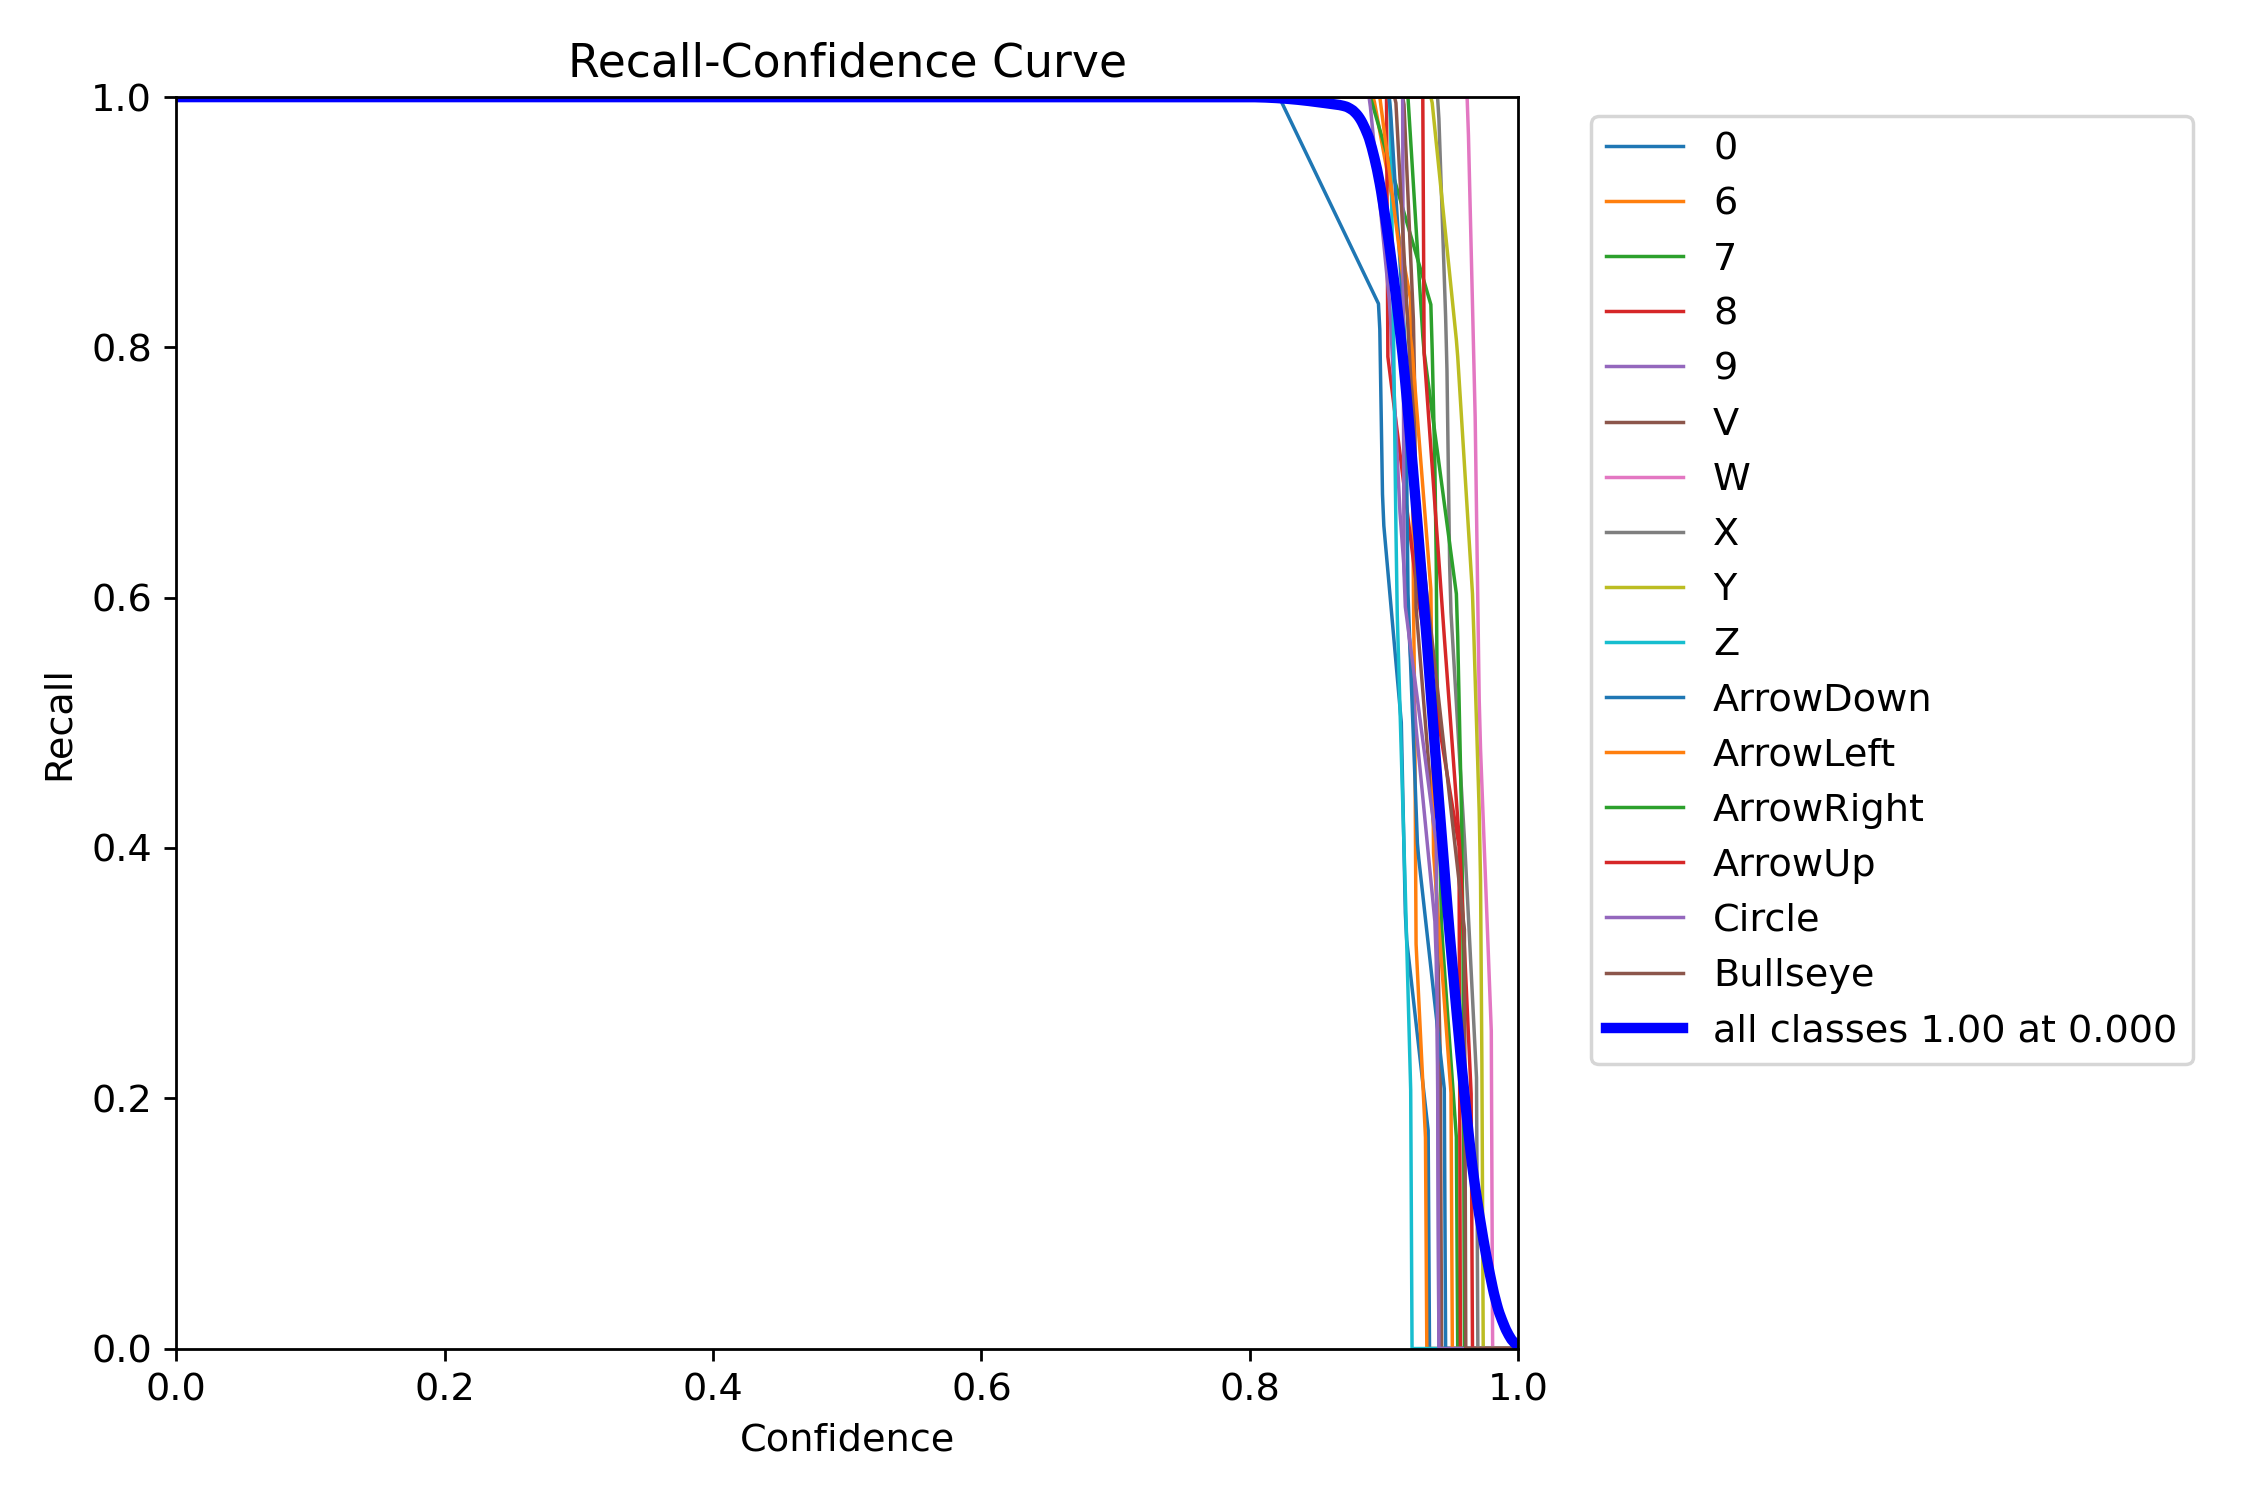 Recall-Confidence Curve
1.0
0.8
0.6
0.4
0.2
0.0
Recall
0.0 0.2 0.4 0.6 0.8 1.0
Confidence
0
6
7
8
9
V
W
X
Y
Z
ArrowDown
ArrowLeft
ArrowRight
ArrowUp
Circle
Bullseye
all classes 1.00 at 0.000